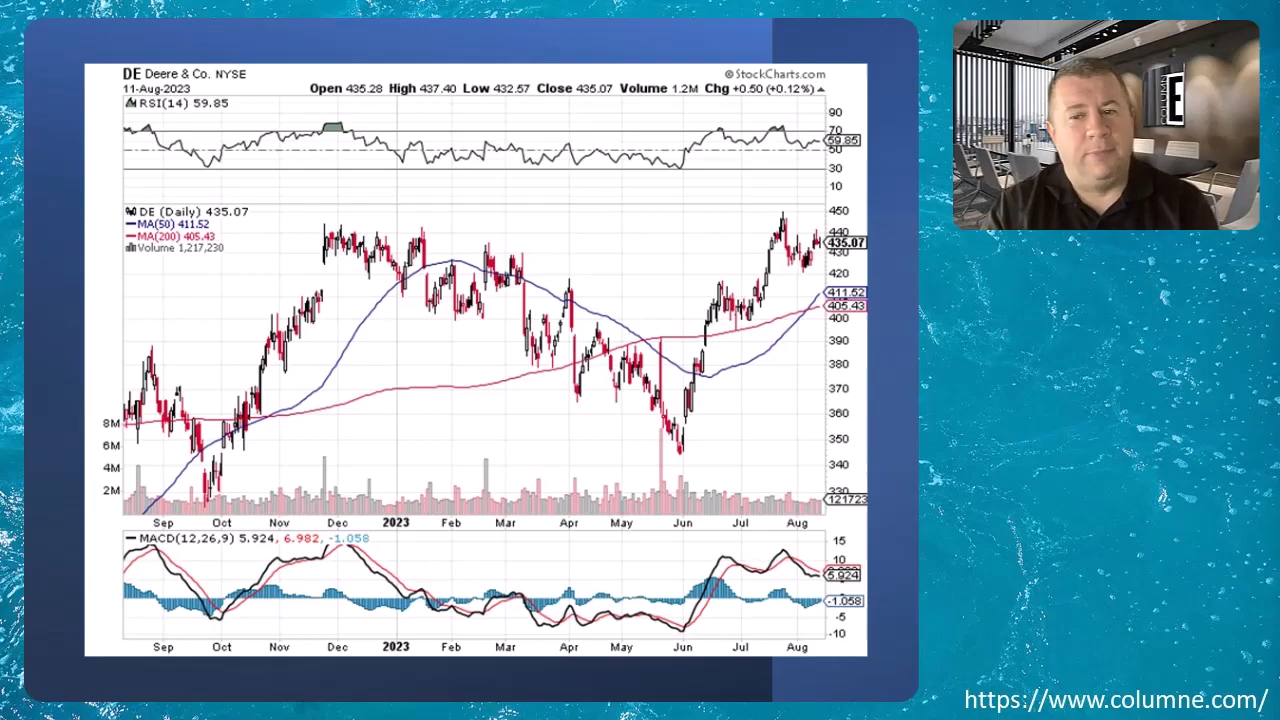 DE Deere & Co. NYSE
© StockCharts.com
11-Aug-2023
Open 435.28 High 437.40 Low 432.57 Close 435.07 Volume 1.2M Chg +0.50 (+0.12%)
RSI(14) 59.85
90
70
59.85
50
30
10
DE (Daily) 435.07
MA(50) 411.52
MA(200) 405.43
Volume 1,217,230
450
440
435.07
430
420
411.52
405.43
400
390
380
370
360
350
340
330
8M
6M
4M
2M
121723
Sep Oct Nov Dec 2023 Feb Mar Apr May Jun Jul Aug
MACD(12,26,9) 5.924, 6.982, -1.058
15
10
5.924
-1.058
-5
-10
Sep Oct Nov Dec 2023 Feb Mar Apr May Jun Jul Aug
COLUMN
E
https://www.columne.com/